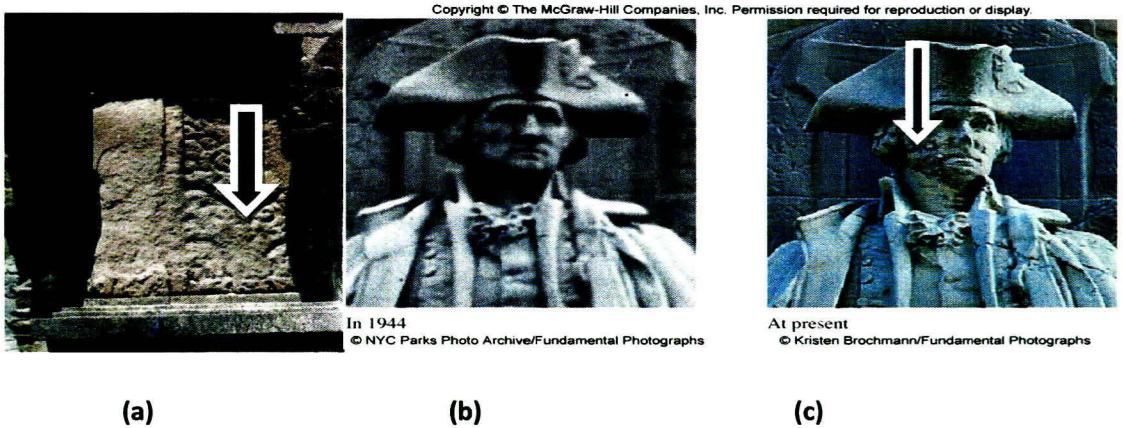 Copyright © The McGraw-Hill Companies, Inc. Permission required for reproduction or display.
In 1944
© NYC Parks Photo Archive/Fundamental Photographs
At present
© Kristen Brochmann/Fundamental Photographs
(a)
(b)
(c)